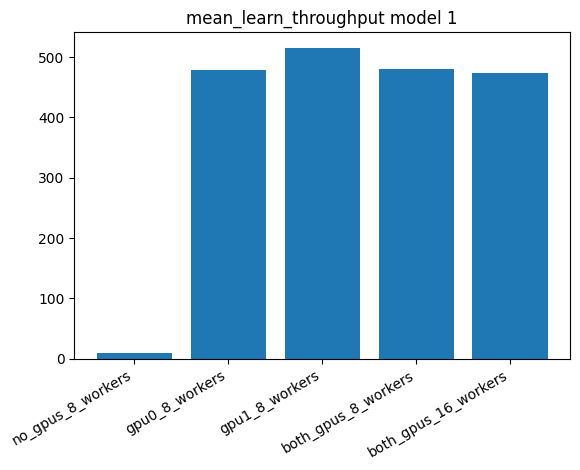 mean_learn_throughput model 1
500
400
300
200
100
0
no_gpus_8_workers
gpu0_8_workers
gpu1_8_workers
both_gpus_8_workers
both_gpus_16_workers